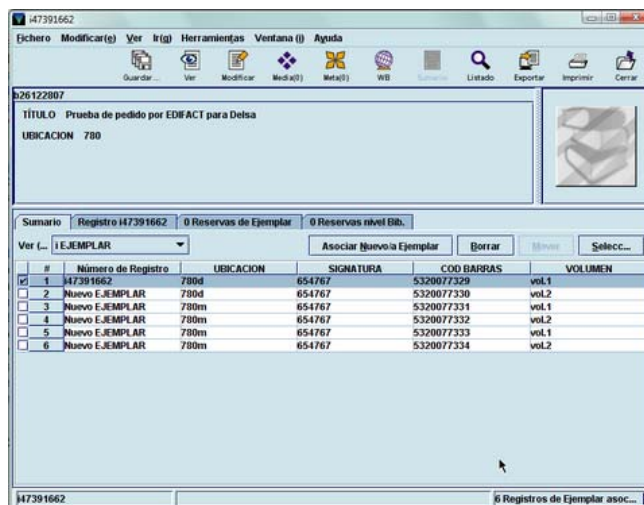 i47391662
Fichero Modificar(e) Ver Ir(g) Herramientas Ventana (j) Ayuda
Guardar... Ver Modificar Media(0) Meta(0) WB Sumario Listado Exportar Imprimir Cerrar
b26122807
TÍTULO Prueba de pedido por EDIFACT para Delsa
UBICACION 780
Sumario Registro i47391662 0 Reservas de Ejemplar 0 Reservas nivel Bib.
Ver (... i EJEMPLAR Asociar Nuevo/a Ejemplar Borrar Mover Selecc...
# Número de Registro UBICACION SIGNATURA COD BARRAS VOLUMEN
1 i47391662 780d 654767 5320077329 vol.1
2 Nuevo EJEMPLAR 780d 654767 5320077330 vol.2
3 Nuevo EJEMPLAR 780m 654767 5320077331 vol.1
4 Nuevo EJEMPLAR 780m 654767 5320077332 vol.2
5 Nuevo EJEMPLAR 780m 654767 5320077333 vol.1
6 Nuevo EJEMPLAR 780m 654767 5320077334 vol.2
i47391662 6 Registros de Ejemplar asoc...